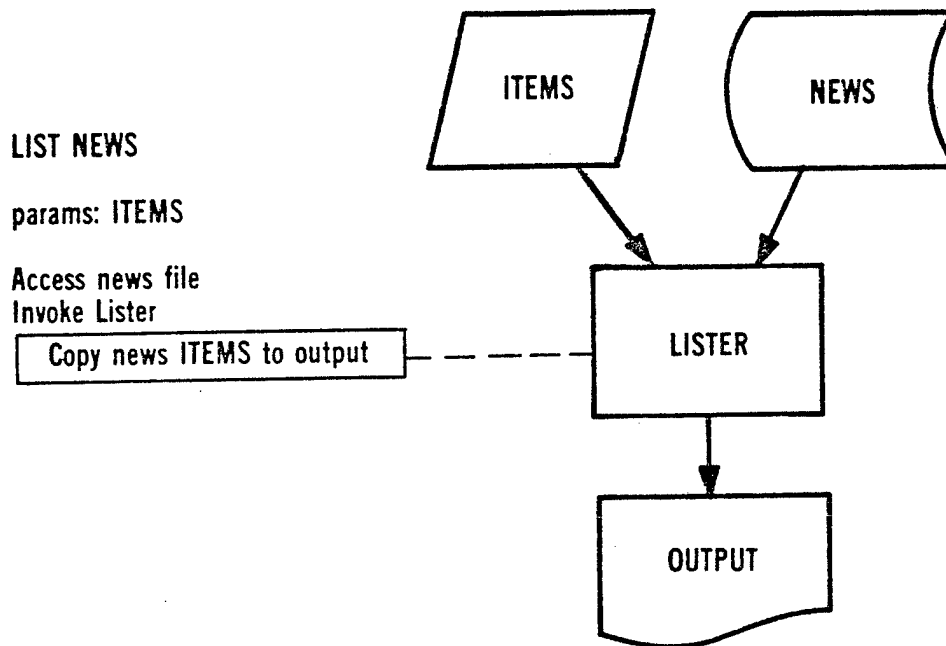 ITEMS
NEWS
LIST NEWS
params: ITEMS
Access news file
Invoke Lister
Copy news ITEMS to output
LISTER
OUTPUT